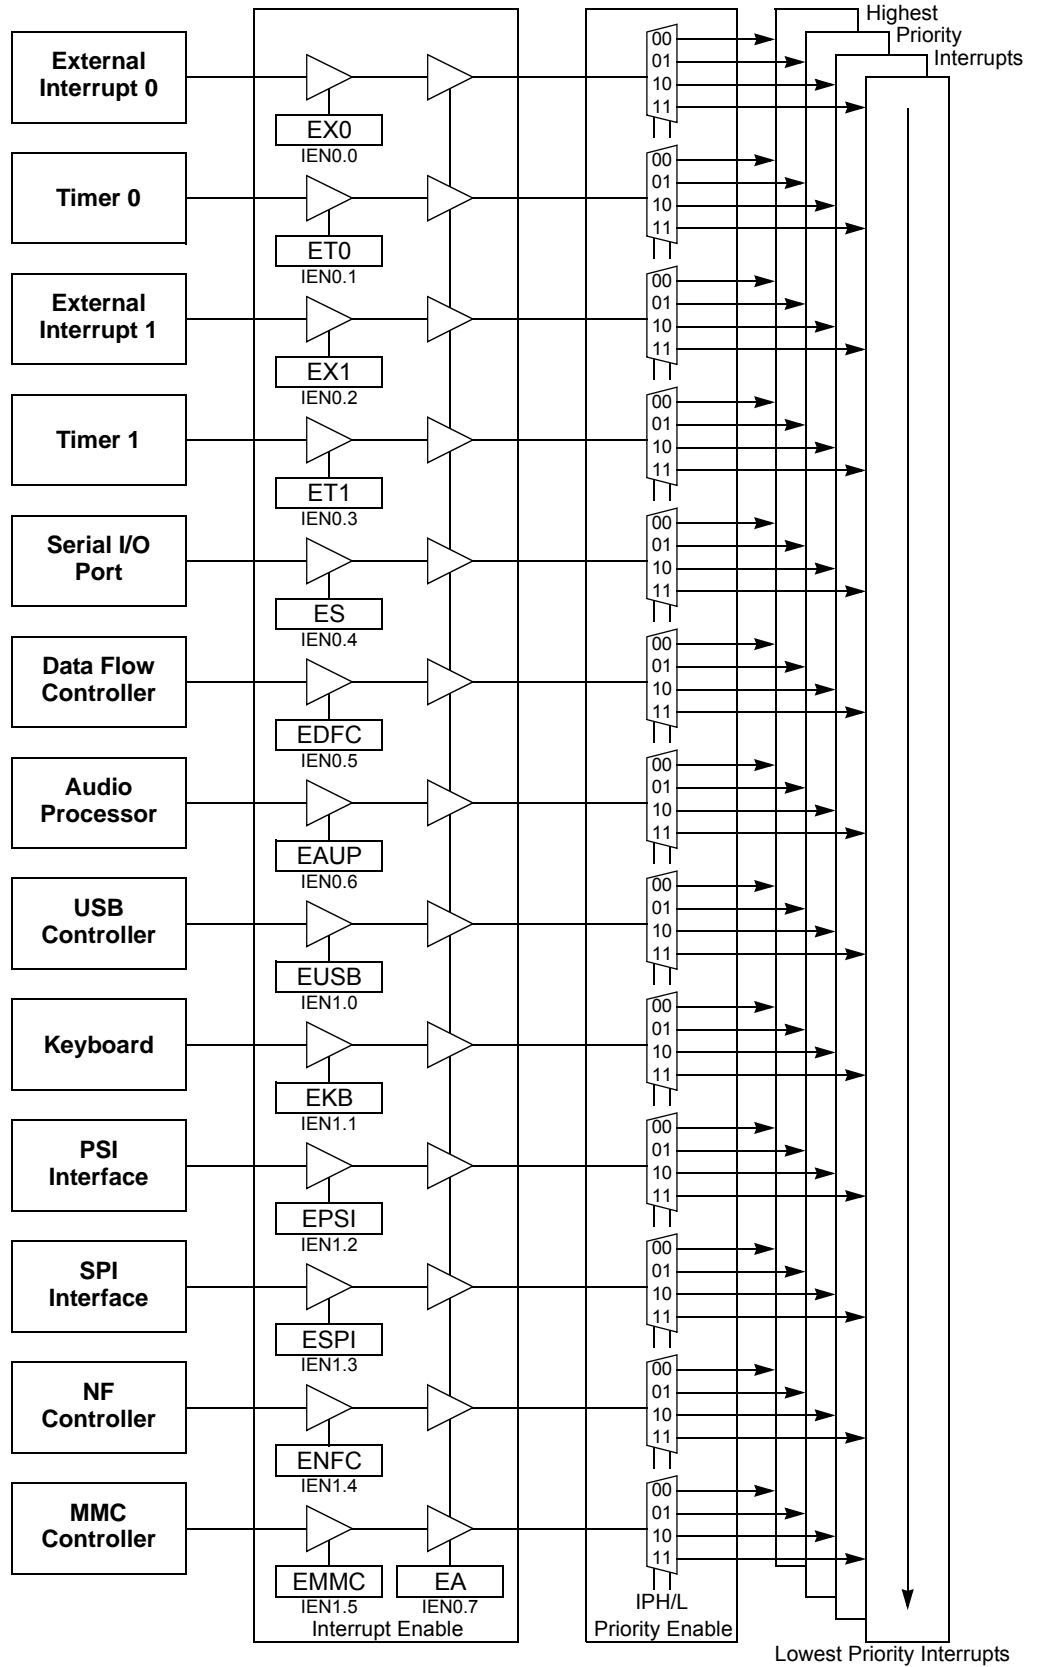 Highest
Priority
Interrupts
External
Interrupt 0
EX0
IEN0.0
00
01
10
11
Timer 0
ET0
IEN0.1
00
01
10
11
External
Interrupt 1
EX1
IEN0.2
00
01
10
11
Timer 1
ET1
IEN0.3
00
01
10
11
Serial I/O
Port
ES
IEN0.4
00
01
10
11
Data Flow
Controller
EDFC
IEN0.5
00
01
10
11
Audio
Processor
EAUP
IEN0.6
00
01
10
11
USB
Controller
EUSB
IEN1.0
00
01
10
11
Keyboard
EKB
IEN1.1
00
01
10
11
PSI
Interface
EPSI
IEN1.2
00
01
10
11
SPI
Interface
ESPI
IEN1.3
00
01
10
11
NF
Controller
ENFC
IEN1.4
00
01
10
11
MMC
Controller
EMMC
IEN1.5
EA
IEN0.7
00
01
10
11
IPH/L
Interrupt Enable
Priority Enable
Lowest Priority Interrupts